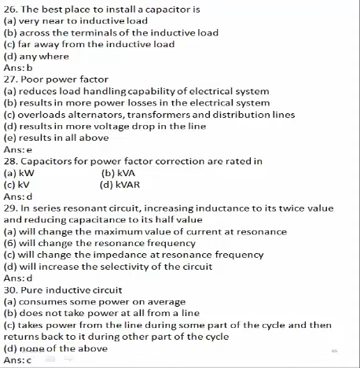 26. The best place to install a capacitor is
(a) very near to inductive load
(b) across the terminals of the inductive load
(c) far away from the inductive load
(d) any where
Ans: b
27. Poor power factor
(a) reduces load handling capability of electrical system
(b) results in more power losses in the electrical system
(c) overloads alternators, transformers and distribution lines
(d) results in more voltage drop in the line
(e) results in all above
Ans: e
28. Capacitors for power factor correction are rated in
(a) kW (b) kVA
(c) kV (d) kVAR
Ans: d
29. In series resonant circuit, increasing inductance to its twice value
and reducing capacitance to its half value
(a) will change the maximum value of current at resonance
(6) will change the resonance frequency
(c) will change the impedance at resonance frequency
(d) will increase the selectivity of the circuit
Ans: d
30. Pure inductive circuit
(a) consumes some power on average
(b) does not take power at all from a line
(c) takes power from the line during some part of the cycle and then
returns back to it during other part of the cycle
(d) none of the above
Ans: c